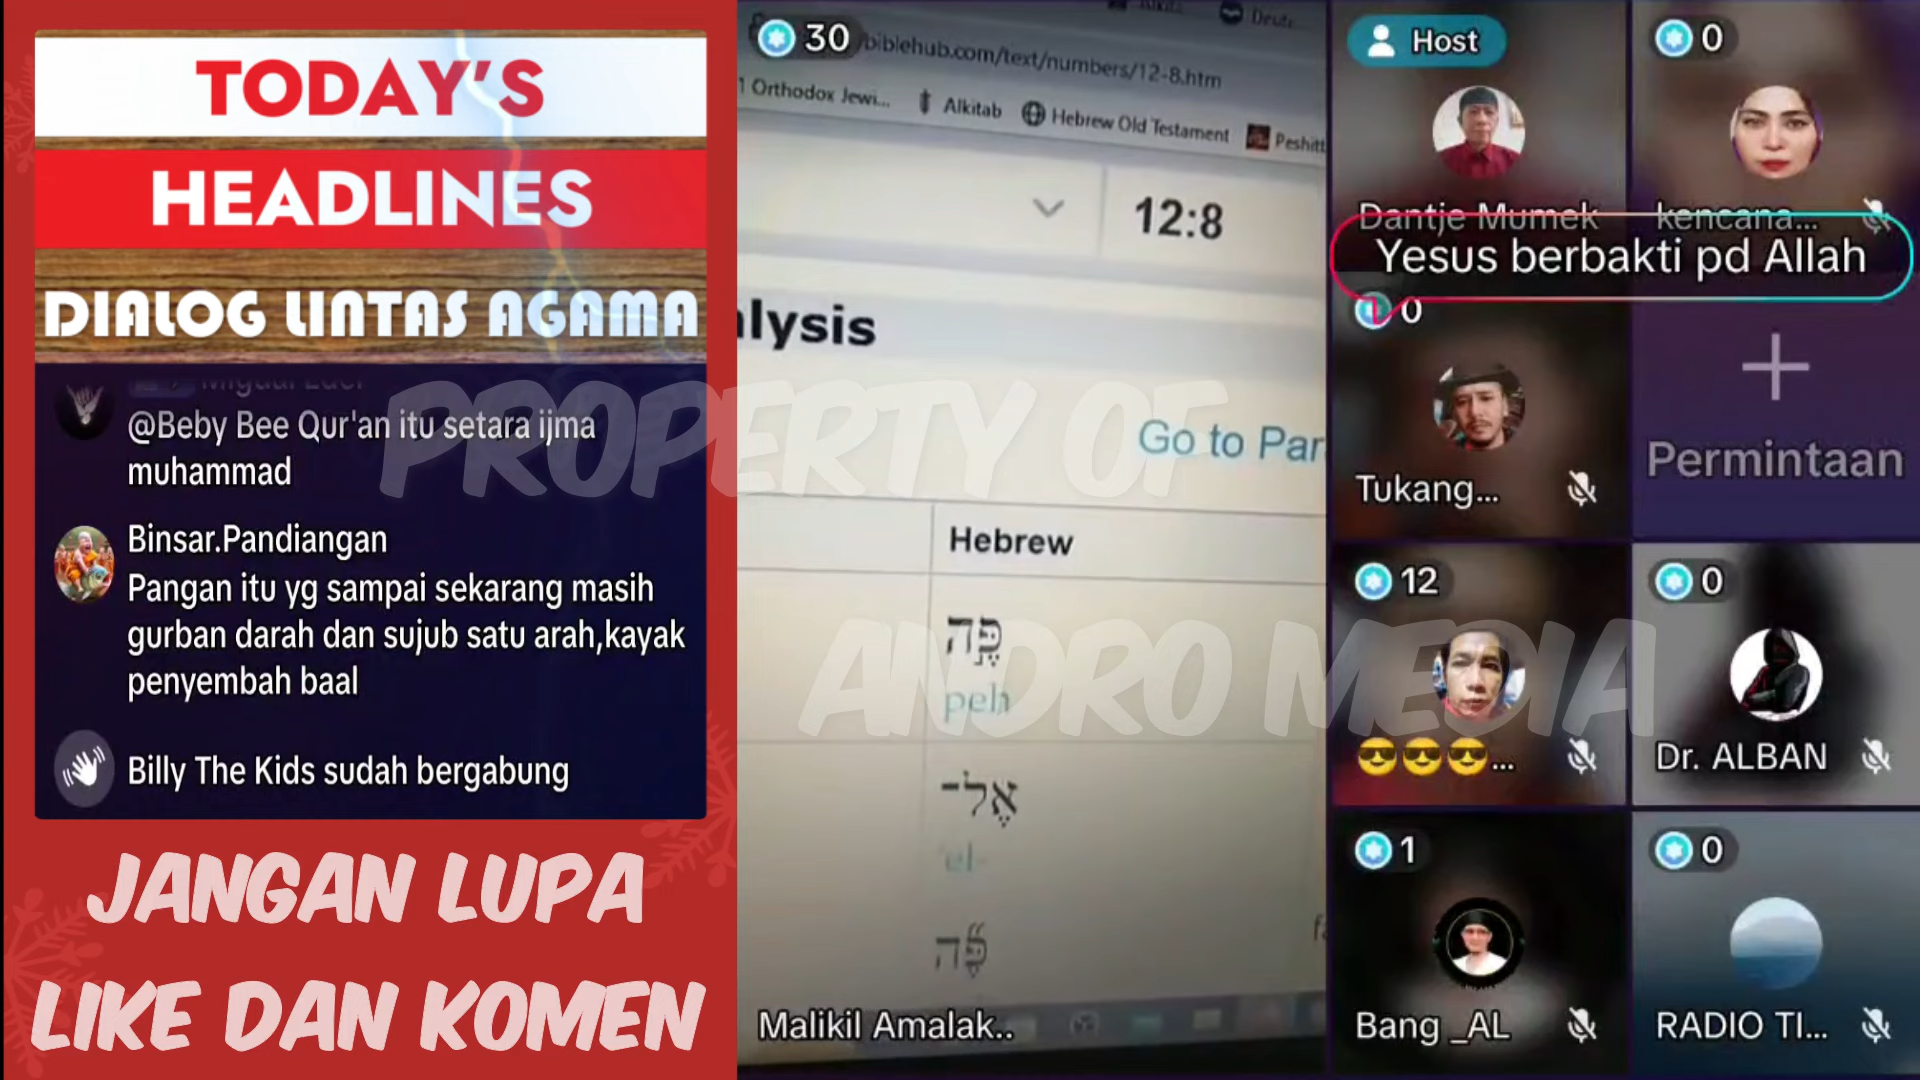 TODAY'S
HEADLINES
DIALOG LINTAS AGAMA
@Beby Bee Qur'an itu setara ijma
muhammad
Binsar.Pandiangan
Pangan itu yg sampai sekarang masih
gurban darah dan sujub satu arah,kayak
penyembah baal
Billy The Kids sudah bergabung
JANGAN LUPA
LIKE DAN KOMEN
PROPERTY OF
ANDRO MEDIA
30
biblehub.com/text/numbers/12-8.htm
Orthodox Jewi...
Alkitab
Hebrew Old Testament
Peshitt
12:8
alysis
Go to Par
Hebrew
פֶּ֣ה
peh
אֶל־
'el-
פֶּ֞ה
Malikil Amalak..
Host
Dantje Mumek
0
kencana...
Yesus berbakti pd Allah
0
Tukang...
Permintaan
12
😎😎😎...
0
Dr. ALBAN
1
Bang _AL
0
RADIO TI...